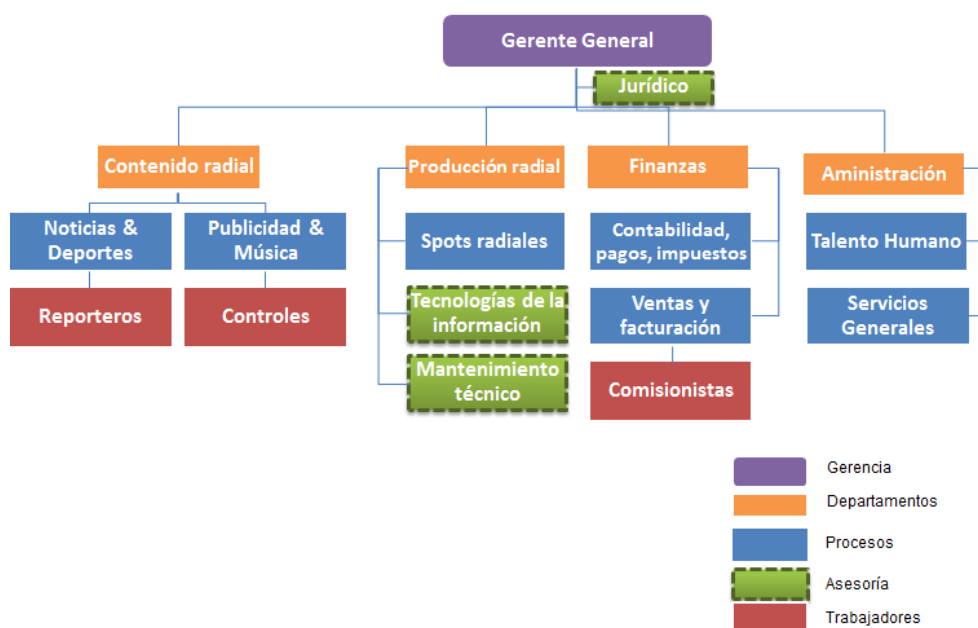 Gerente General
Jurídico
Contenido radial
Producción radial
Finanzas
Aministración
Noticias &
Deportes
Publicidad &
Música
Spots radiales
Contabilidad,
pagos, impuestos
Talento Humano
Reporteros
Controles
Tecnologías de la
información
Ventas y
facturación
Servicios
Generales
Mantenimiento
técnico
Comisionistas
Gerencia
Departamentos
Procesos
Asesoría
Trabajadores